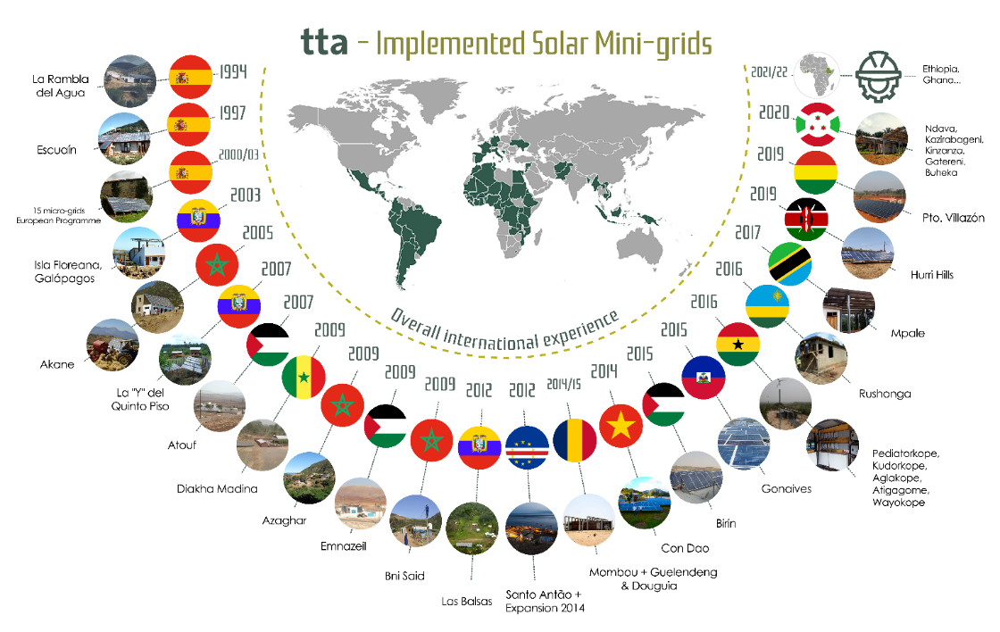 tta - Implemented Solar Mini-grids
1994
La Rambla
del Agua
1997
Escuaín
2000/03
15 micro-grids
European Programme
2003
Isla Floreana,
Galápagos
2005
Akane
2007
La "Y" del
Quinto Piso
2007
Atouf
2009
Diakha Madina
2009
Azaghar
2009
Emnazeil
2009
Bni Said
2012
Las Balsas
2012
Santo Antão +
Expansion 2014
2014/15
Mombou + Guelendeng
& Douguia
2014
Con Dao
2015
Birin
2015
Gonaives
2016
Pediatorkope,
Kudorkope,
Aglakope,
Atigagome,
Wayokope
2016
Rushonga
2017
Mpale
2019
Hurri Hills
2019
Pto. Villazón
2020
Ndava,
Kazirabageni,
Kinzanza,
Gatereni,
Buheka
2021/22
Ethiopia,
Ghana...
Overall international experience